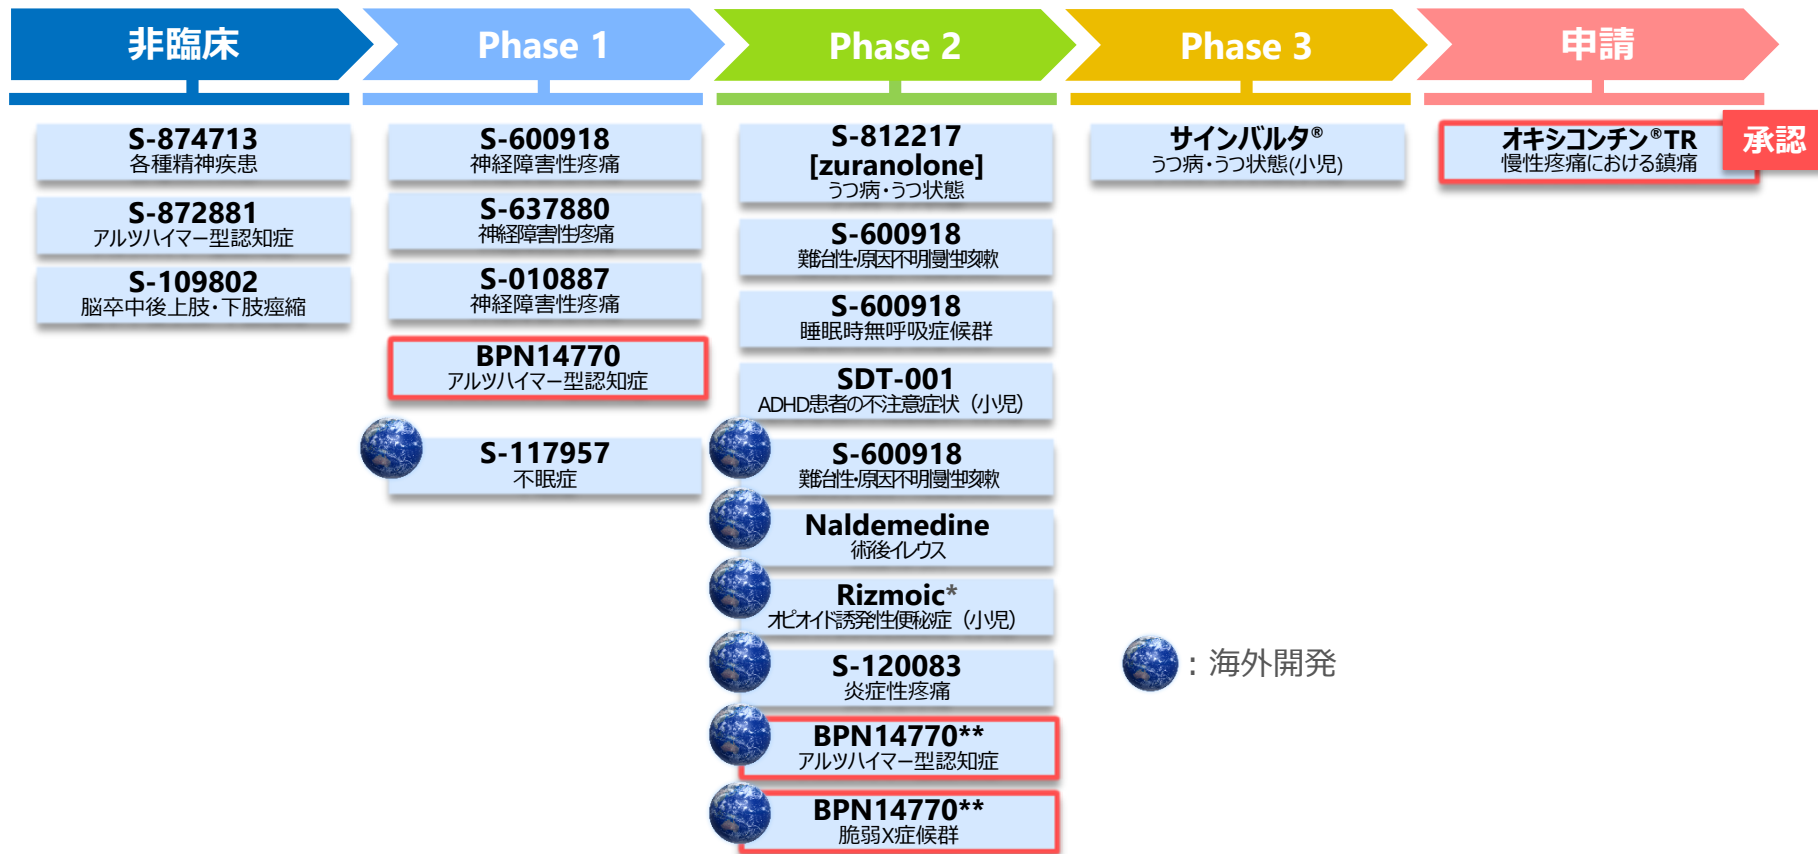 非臨床
Phase 1
Phase 2
Phase 3
申請
S-874713
各種精神疾患
S-872881
アルツハイマー型認知症
S-109802
脳卒中後上肢・下肢痙縮
S-600918
神経障害性疼痛
S-637880
神経障害性疼痛
S-010887
神経障害性疼痛
BPN14770
アルツハイマー型認知症
S-117957
不眠症
S-812217
[zuranolone]
うつ病・うつ状態
S-600918
難治性・原因不明慢性咳嗽
S-600918
睡眠時無呼吸症候群
SDT-001
ADHD患者の不注意症状（小児）
S-600918
難治性・原因不明慢性咳嗽
Naldemedine
術後イレウス
Rizmoic*
オピオイド誘発性便秘症（小児）
S-120083
炎症性疼痛
BPN14770**
アルツハイマー型認知症
BPN14770**
脆弱X症候群
サインバルタ®
うつ病・うつ状態(小児)
オキシコンチン®TR
慢性疼痛における鎮痛
承認
：海外開発